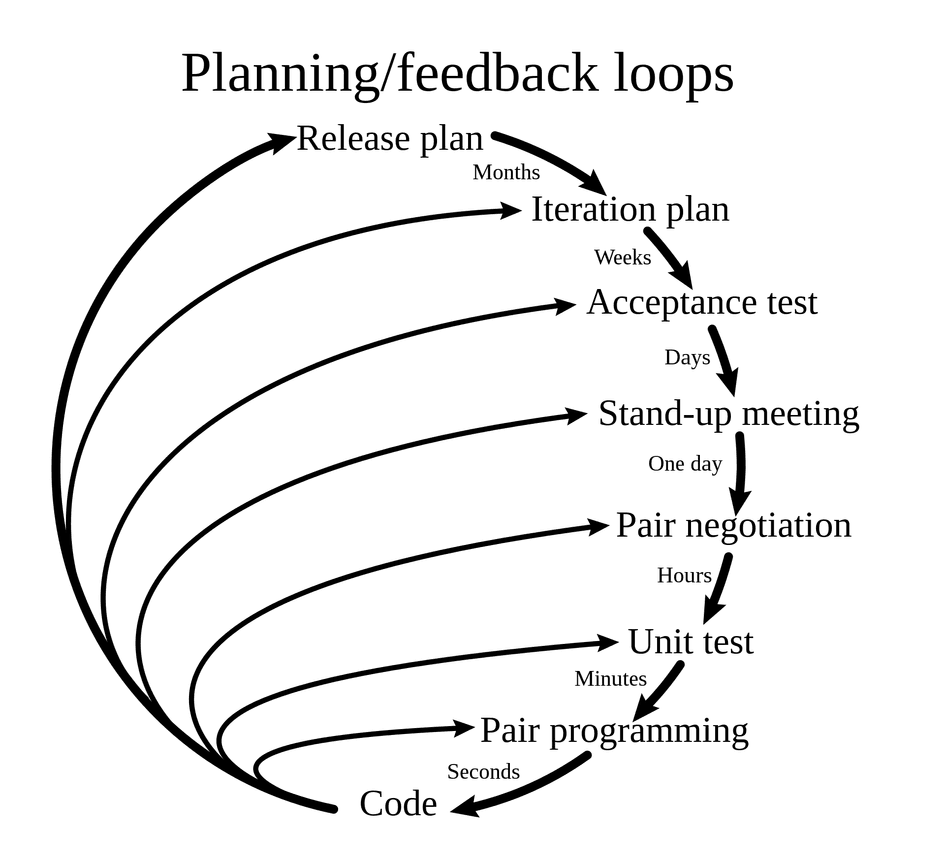 Planning/feedback loops
Release plan
Months
Iteration plan
Weeks
Acceptance test
Days
Stand-up meeting
One day
Pair negotiation
Hours
Unit test
Minutes
Pair programming
Seconds
Code